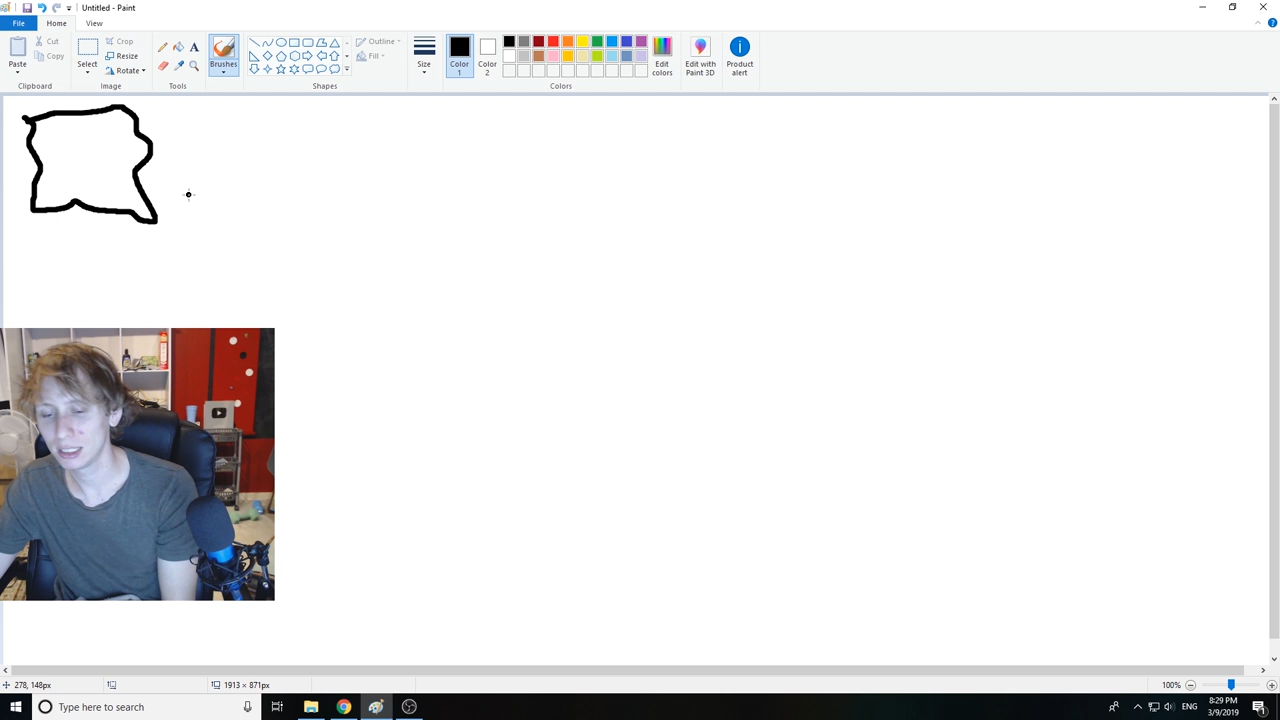 Untitled - Paint
File
Home
View
Paste
Cut
Copy
Clipboard
Select
Crop
Resize
Rotate
Image
A
Tools
Brushes
Shapes
Outline
Fill
Size
Color 1
Color 2
Edit colors
Colors
Edit with Paint 3D
Product alert
278, 148px
1913 × 871px
100%
Type here to search
ENG
8:29 PM
3/9/2019